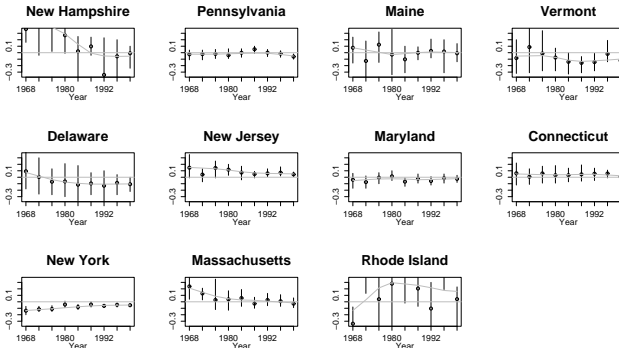 New Hampshire
Pennsylvania
Maine
Vermont
-0.3 0.1
-0.3 0.1
-0.3 0.1
-0.3 0.1
1968 1980 1992
1968 1980 1992
1968 1980 1992
1968 1980 1992
Year
Year
Year
Year
Delaware
New Jersey
Maryland
Connecticut
-0.3 0.1
-0.3 0.1
-0.3 0.1
-0.3 0.1
1968 1980 1992
1968 1980 1992
1968 1980 1992
1968 1980 1992
Year
Year
Year
Year
New York
Massachusetts
Rhode Island
-0.3 0.1
-0.3 0.1
-0.3 0.1
1968 1980 1992
1968 1980 1992
1968 1980 1992
Year
Year
Year